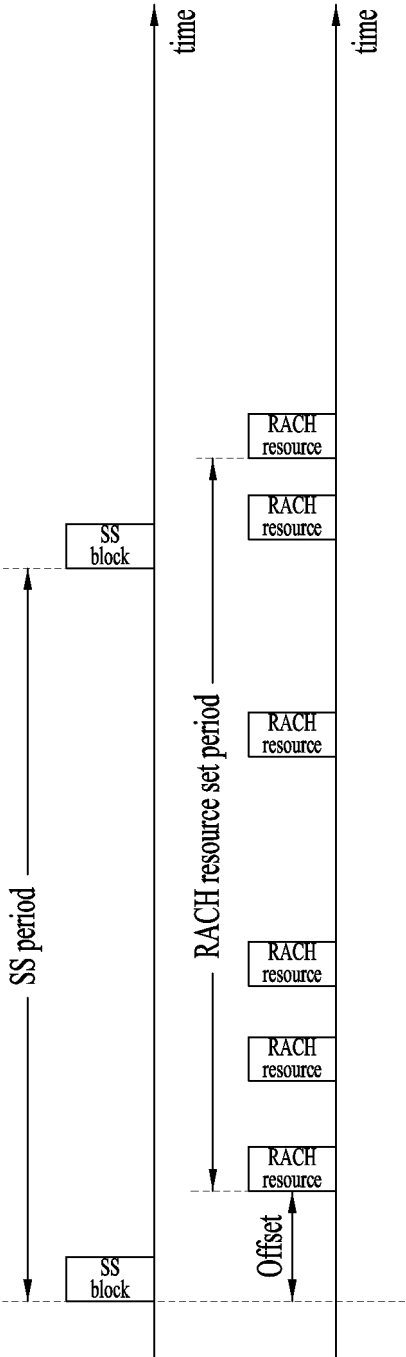 time
time
RACH
resource
RACH
resource
SS
block
RACH
resource
RACH resource set period
SS period
RACH
resource
RACH
resource
RACH
resource
Offset
SS
block